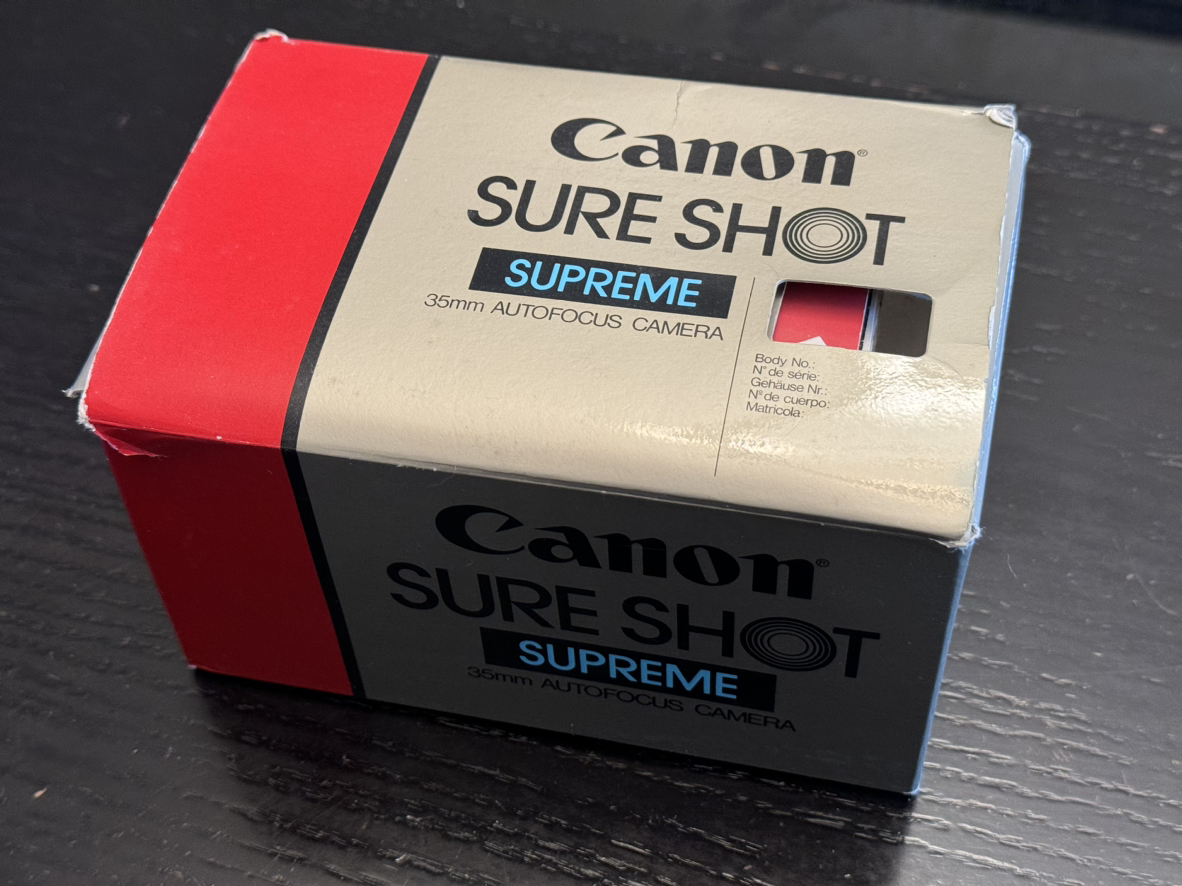 Canon®
SURE SHOT
SUPREME
35mm AUTOFOCUS CAMERA
Body No.:
N° de série:
Gehäuse Nr.:
Nº de cuerpo:
Matricola:
Canon®
SURE SHOT
SUPREME
35mm AUTOFOCUS CAMERA